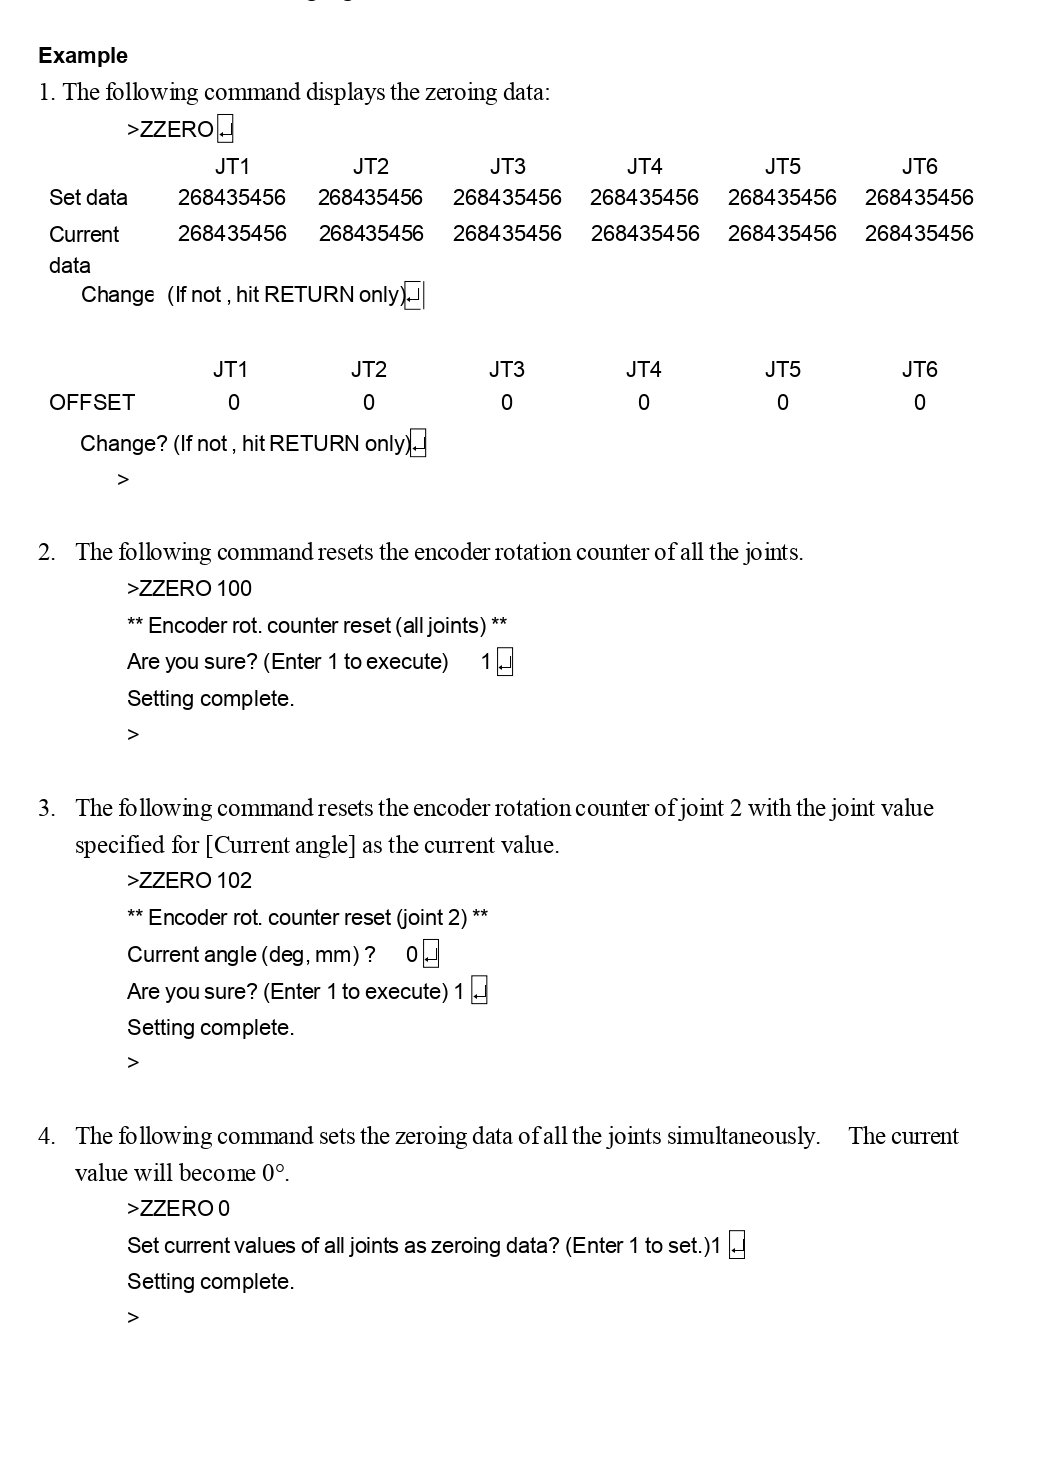 Example
1. The following command displays the zeroing data:
>ZZERO↵
JT1 JT2 JT3 JT4 JT5 JT6
Set data 268435456 268435456 268435456 268435456 268435456 268435456
Current 268435456 268435456 268435456 268435456 268435456 268435456
data
Change (If not , hit RETURN only)↵
JT1 JT2 JT3 JT4 JT5 JT6
OFFSET 0 0 0 0 0 0
Change? (If not , hit RETURN only)↵
>
2. The following command resets the encoder rotation counter of all the joints.
>ZZERO 100
** Encoder rot. counter reset (all joints) **
Are you sure? (Enter 1 to execute) 1 ↵
Setting complete.
>
3. The following command resets the encoder rotation counter of joint 2 with the joint value
specified for [Current angle] as the current value.
>ZZERO 102
** Encoder rot. counter reset (joint 2) **
Current angle (deg, mm) ? 0 ↵
Are you sure? (Enter 1 to execute) 1 ↵
Setting complete.
>
4. The following command sets the zeroing data of all the joints simultaneously. The current
value will become 0°.
>ZZERO 0
Set current values of all joints as zeroing data? (Enter 1 to set.)1 ↵
Setting complete.
>